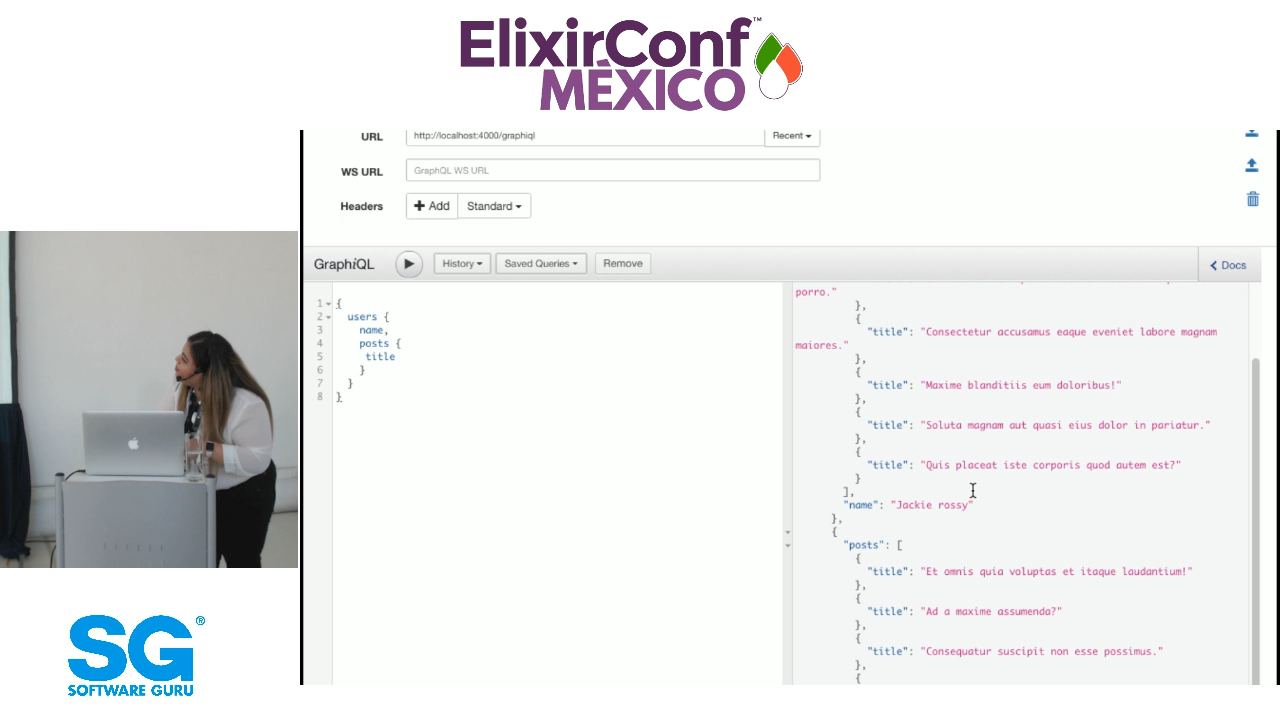 ElixirConf™
MÉXICO
URL
http://localhost:4000/graphiql
Recent
WS URL
GraphQL WS URL
Headers
Add
Standard
GraphiQL
History
Saved Queries
Remove
Docs
1 {
2 users {
3 name,
4 posts {
5 title
6 }
7 }
8 }
porro."
},
{
"title": "Consectetur accusamus eaque eveniet labore magnam
maiores."
},
{
"title": "Maxime blanditiis eum doloribus!"
},
{
"title": "Soluta magnam aut quasi eius dolor in pariatur."
},
{
"title": "Quis placeat iste corporis quod autem est?"
}
],
"name": "Jackie rossy"
},
{
"posts": [
{
"title": "Et omnis quia voluptas et itaque laudantium!"
},
{
"title": "Ad a maxime assumenda?"
},
{
"title": "Consequatur suscipit non esse possimus."
},
{
SG®
SOFTWARE GURU